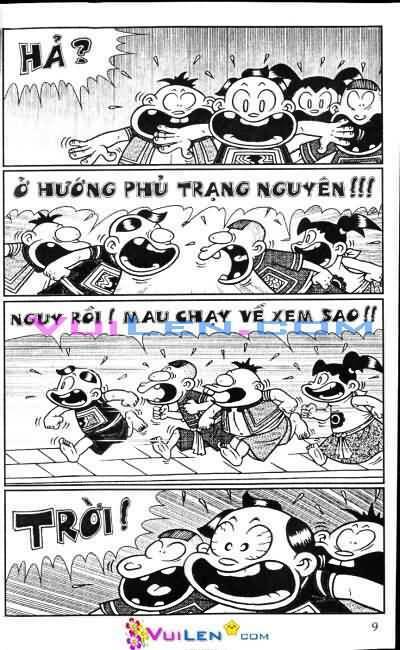 HẢ?
Ở HƯỚNG PHỦ TRẠNG NGUYÊN!!!
NGUY RỒI! MAU CHẠY VỀ XEM SAO!!
VUILEN.COM
TRỜI!
9
VUILEN.COM